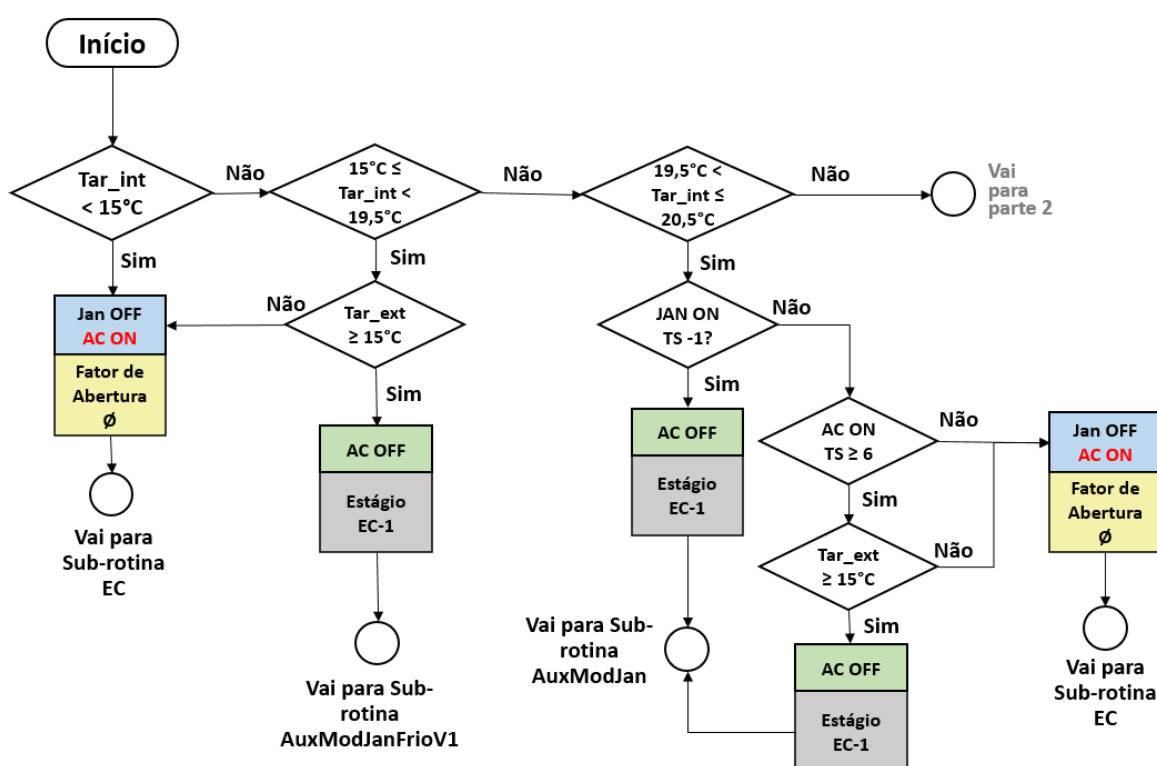 Início
Tar_int
< 15°C
Não
15°C ≤
Tar_int <
19,5°C
Não
19,5°C <
Tar_int ≤
20,5°C
Não
Vai
para
parte 2
Sim
Sim
Sim
Jan OFF
AC ON
Fator de
Abertura
Ø
Não
Tar_ext
≥ 15°C
JAN ON
TS -1?
Não
Sim
Sim
AC OFF
Estágio
EC-1
AC OFF
Estágio
EC-1
AC ON
TS ≥ 6
Não
Jan OFF
AC ON
Fator de
Abertura
Ø
Sim
Tar_ext
≥ 15°C
Não
Vai para
Sub-rotina
EC
Vai para Sub-
rotina
AuxModJanFrioV1
Vai para Sub-
rotina
AuxModJan
Sim
AC OFF
Estágio
EC-1
Vai para
Sub-rotina
EC